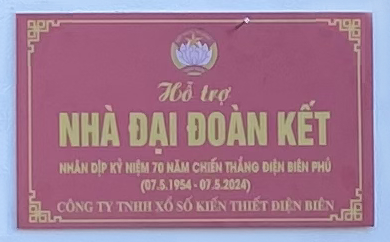 Hỗ trợ
NHÀ ĐẠI ĐOÀN KẾT
NHÂN DỊP KỶ NIỆM 70 NĂM CHIẾN THẮNG ĐIỆN BIÊN PHỦ
(07.5.1954 - 07.5.2024)
CÔNG TY TNHH XỔ SỐ KIẾN THIẾT ĐIỆN BIÊN